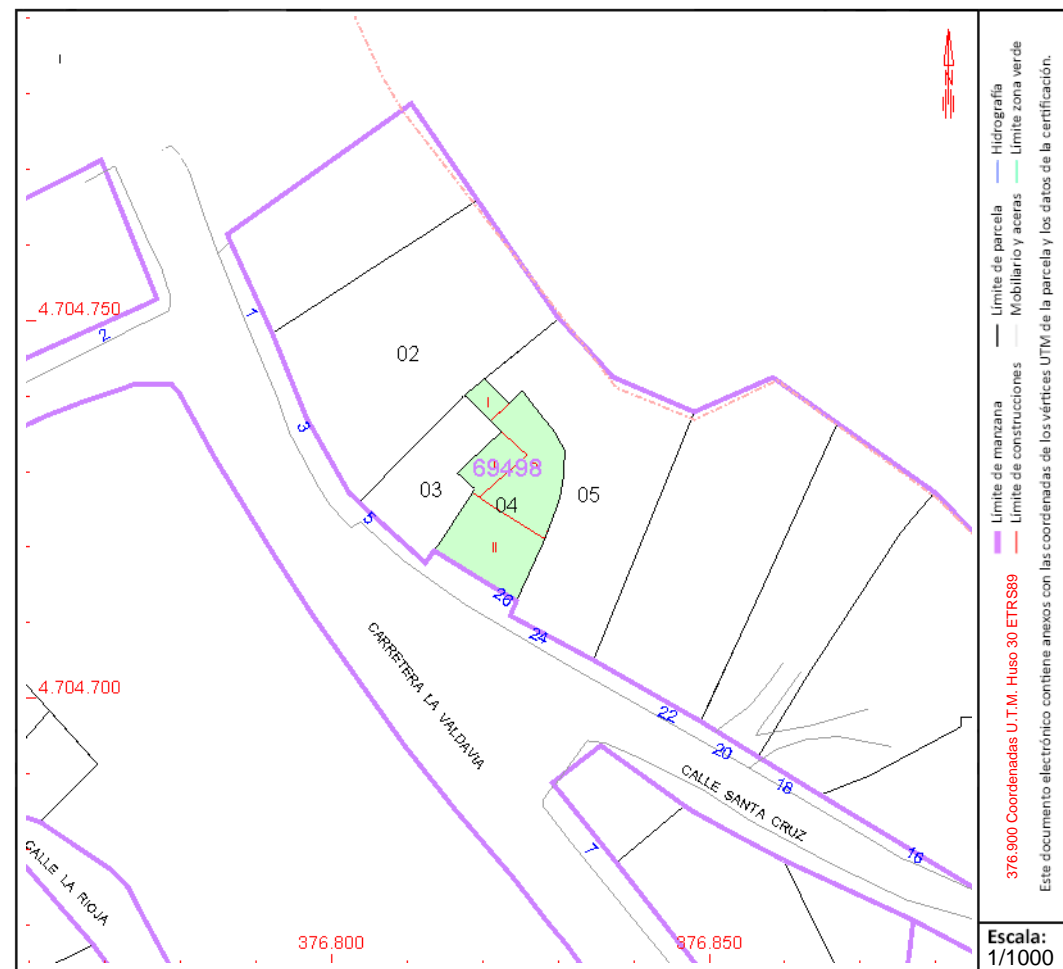 I
N
4.704.750
2
1
02
3
I
II
69498
03
04
05
5
II
26
24
CARRETERA LA VALDAVIA
4.704.700
22
20
CALLE SANTA CRUZ
18
7
16
CALLE LA RIOJA
376.800
376.850
376.900 Coordenadas U.T.M. Huso 30 ETRS89
Límite de manzana
Límite de construcciones
Límite de parcela
Mobiliario y aceras
Hidrografía
Límite zona verde
Este documento electrónico contiene anexos con las coordenadas de los vértices UTM de la parcela y los datos de la certificación.
Escala:
1/1000